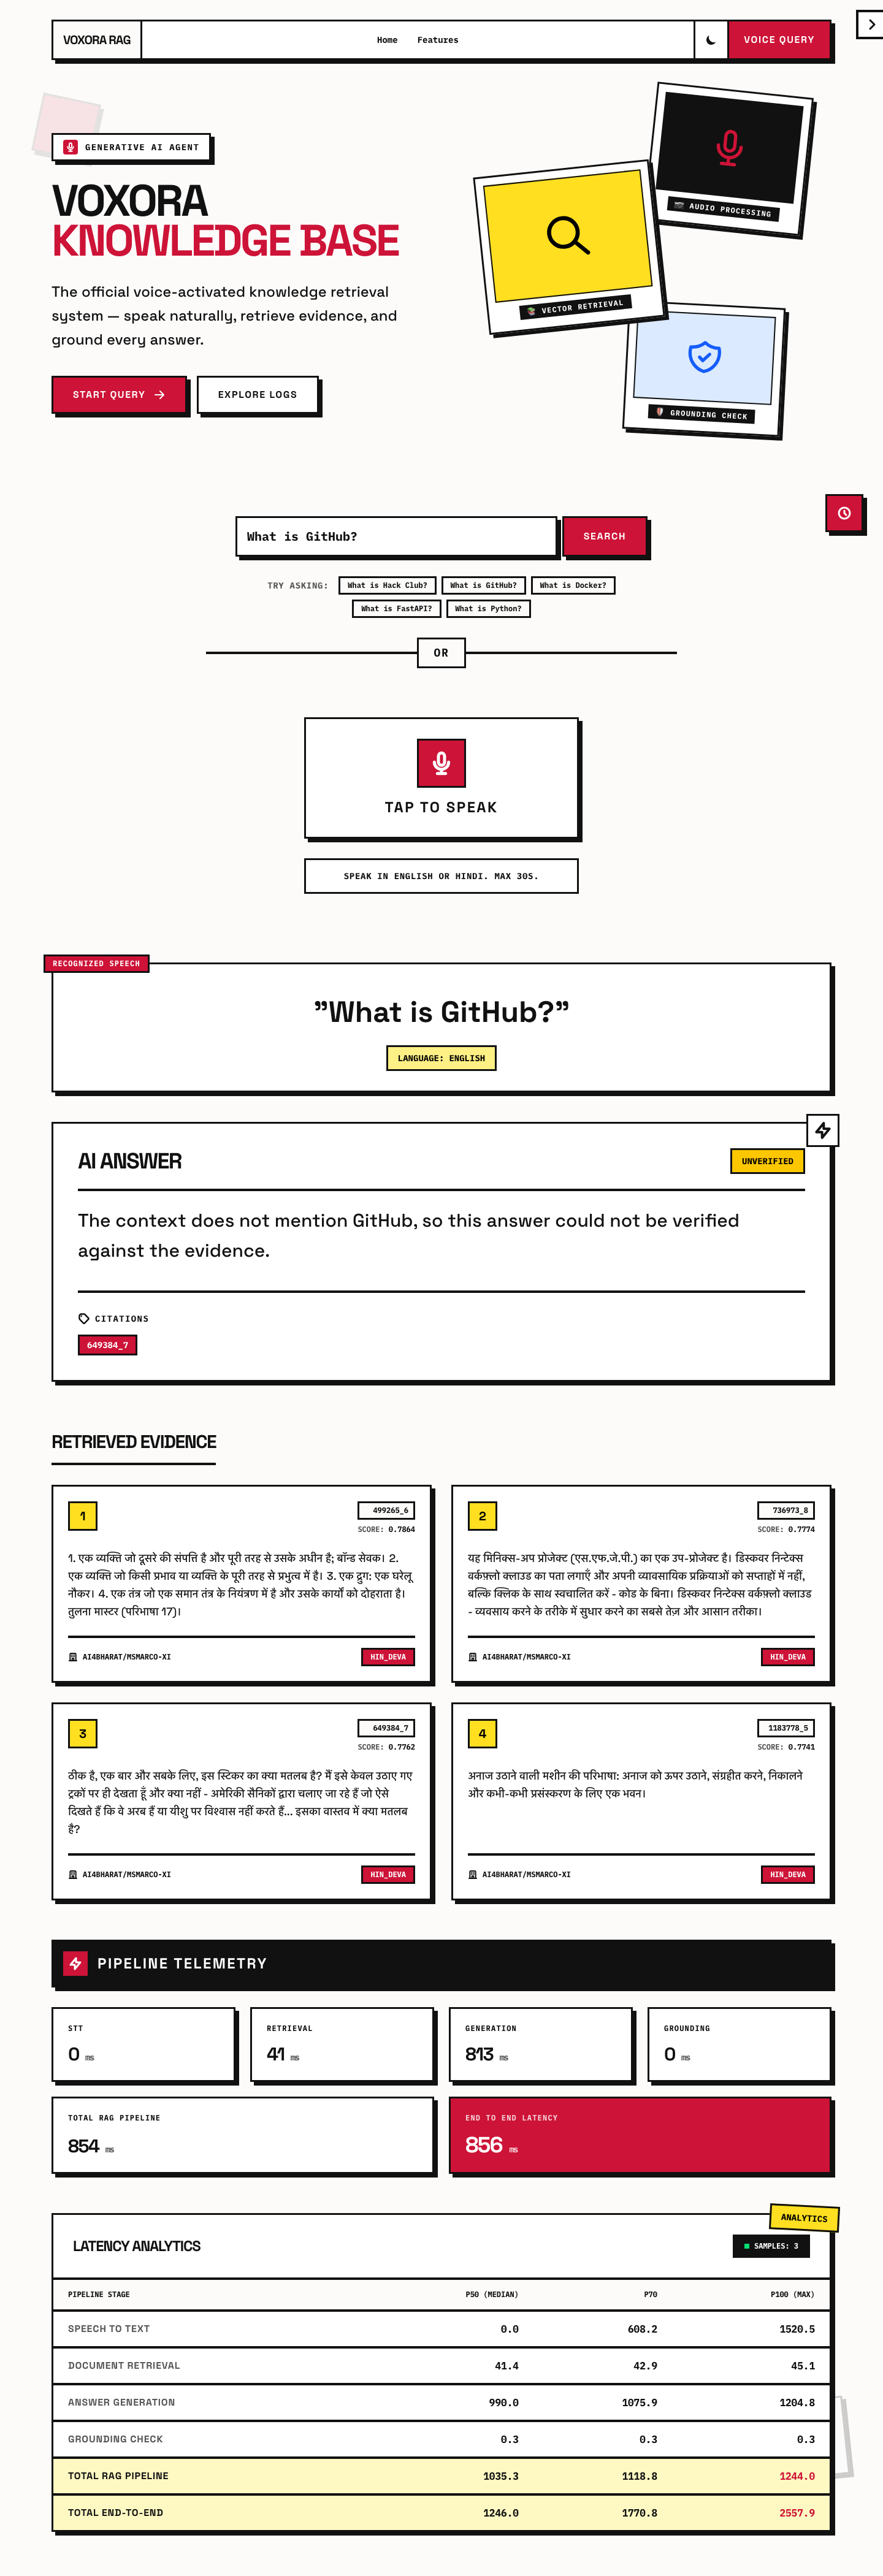 VOXORA RAG
Home
Features
VOICE QUERY
GENERATIVE AI AGENT
VOXORA
KNOWLEDGE BASE
The official voice-activated knowledge retrieval
system — speak naturally, retrieve evidence, and
ground every answer.
START QUERY →
EXPLORE LOGS
AUDIO PROCESSING
VECTOR RETRIEVAL
GROUNDING CHECK
What is GitHub?
SEARCH
TRY ASKING:
What is Hack Club?
What is GitHub?
What is Docker?
What is FastAPI?
What is Python?
OR
TAP TO SPEAK
SPEAK IN ENGLISH OR HINDI. MAX 30S.
RECOGNIZED SPEECH
"What is GitHub?"
LANGUAGE: ENGLISH
AI ANSWER
UNVERIFIED
The context does not mention GitHub, so this answer could not be verified
against the evidence.
CITATIONS
649384_7
RETRIEVED EVIDENCE
1
499265_6
SCORE: 0.7864
1. एक व्यक्ति जो दूसरे की संपत्ति है और पूरी तरह से उसके अधीन है; बॉन्ड सेवक। 2.
एक व्यक्ति जो किसी प्रभाव या व्यक्ति के पूरी तरह से प्रभुत्व में है। 3. एक द्रुग: एक घरेलू
नौकर। 4. एक तंत्र जो एक समान तंत्र के नियंत्रण में है और उसके कार्यों को दोहराता है।
तुलना मास्टर (परिभाषा 17)।
AI4BHARAT/MSMARCO-XI
HIN_DEVA
2
736973_8
SCORE: 0.7774
यह मिनिक्स-अप प्रोजेक्ट (एस.एफ.जे.पी.) का एक उप-प्रोजेक्ट है। डिस्कवर निन्टेक्स
वर्कफ़्लो क्लाउड का पता लगाएँ और अपनी व्यावसायिक प्रक्रियाओं को सप्ताहों में नहीं,
बल्कि क्लिक के साथ स्वचालित करें - कोड के बिना। डिस्कवर निन्टेक्स वर्कफ़्लो क्लाउड
- व्यवसाय करने के तरीके में सुधार करने का सबसे तेज़ और आसान तरीका।
AI4BHARAT/MSMARCO-XI
HIN_DEVA
3
649384_7
SCORE: 0.7762
ठीक है, एक बार और सबके लिए, इस स्टिकर का क्या मतलब है? मैं इसे केवल उठाए गए
ट्रकों पर ही देखता हूँ और क्या नहीं - अमेरिकी सैनिकों द्वारा चलाए जा रहे हैं जो ऐसे
दिखते हैं कि वे अरब हैं या यीशु पर विश्वास नहीं करते हैं... इसका वास्तव में क्या मतलब
है?
AI4BHARAT/MSMARCO-XI
HIN_DEVA
4
1183778_5
SCORE: 0.7741
अनाज उठाने वाली मशीन की परिभाषा: अनाज को ऊपर उठाने, संग्रहीत करने, निकालने
और कभी-कभी प्रसंस्करण के लिए एक भवन।
AI4BHARAT/MSMARCO-XI
HIN_DEVA
PIPELINE TELEMETRY
STT
0 ms
RETRIEVAL
41 ms
GENERATION
813 ms
GROUNDING
0 ms
TOTAL RAG PIPELINE
854 ms
END TO END LATENCY
856 ms
ANALYTICS
LATENCY ANALYTICS
SAMPLES: 3
PIPELINE STAGE P50 (MEDIAN) P70 P100 (MAX)
SPEECH TO TEXT 0.0 608.2 1520.5
DOCUMENT RETRIEVAL 41.4 42.9 45.1
ANSWER GENERATION 990.0 1075.9 1204.8
GROUNDING CHECK 0.3 0.3 0.3
TOTAL RAG PIPELINE 1035.3 1118.8 1244.0
TOTAL END-TO-END 1246.0 1770.8 2557.9